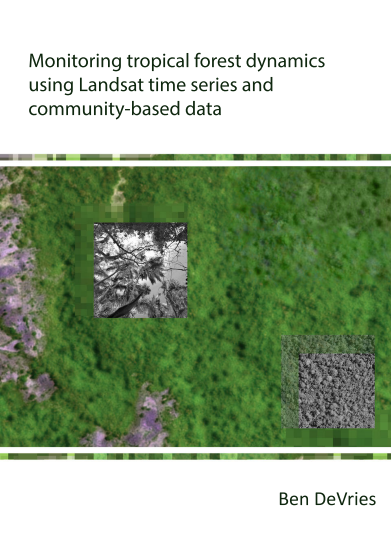 Monitoring tropical forest dynamics
using Landsat time series and
community-based data
Ben DeVries